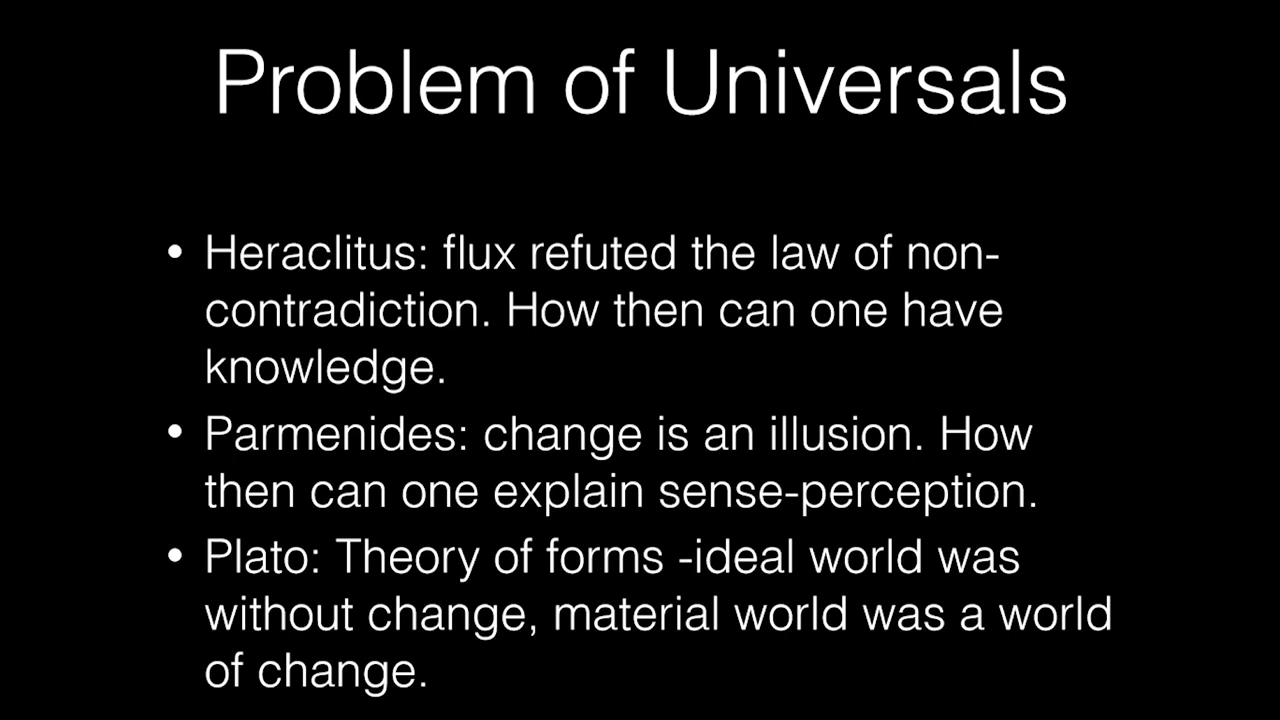 Problem of Universals
• Heraclitus: flux refuted the law of non-
contradiction. How then can one have
knowledge.
• Parmenides: change is an illusion. How
then can one explain sense-perception.
• Plato: Theory of forms -ideal world was
without change, material world was a world
of change.